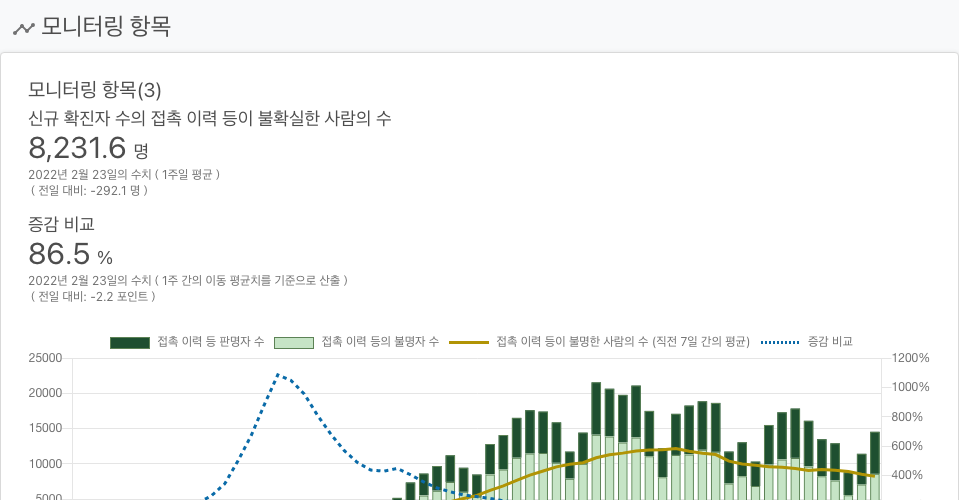 모니터링 항목
모니터링 항목(3)
신규 확진자 수의 접촉 이력 등이 불확실한 사람의 수
8,231.6 명
2022년 2월 23일의 수치 ( 1주일 평균 )
( 전일 대비: -292.1 명 )
증감 비교
86.5 %
2022년 2월 23일의 수치 ( 1주 간의 이동 평균치를 기준으로 산출 )
( 전일 대비: -2.2 포인트 )
접촉 이력 등 판명자 수 접촉 이력 등의 불명자 수 접촉 이력 등이 불명한 사람의 수 (직전 7일 간의 평균) 증감 비교
25000 1200%
20000 1000%
15000 800%
10000 600%
5000 400%